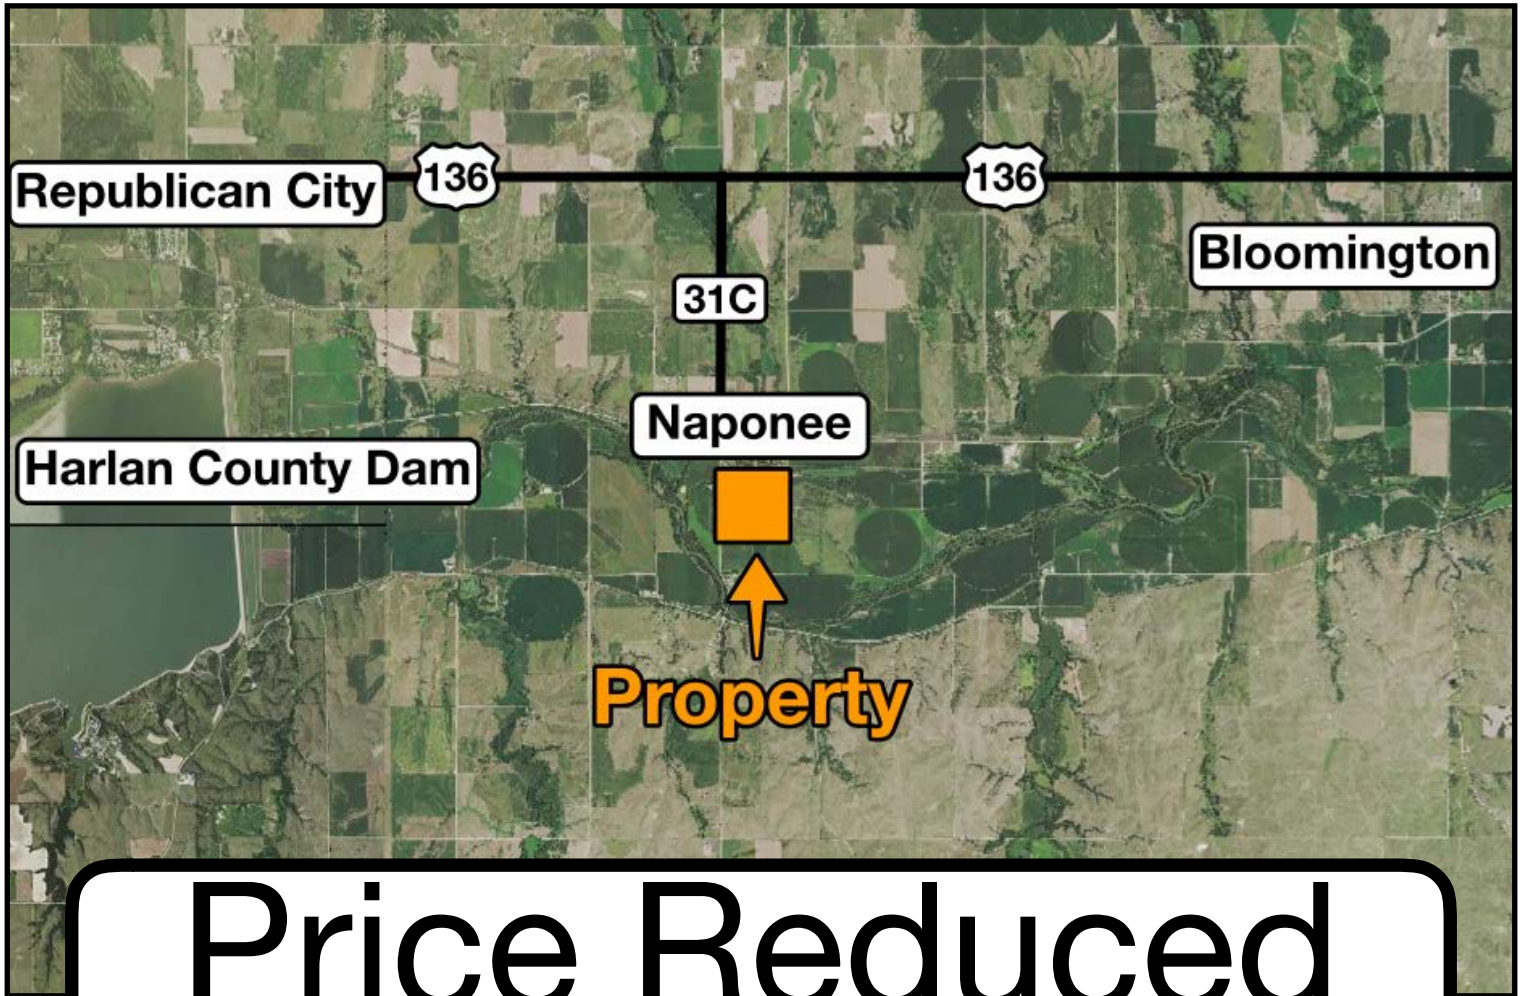 136
136
Republican City
Bloomington
31C
Naponee
Harlan County Dam
Property
Price Reduced